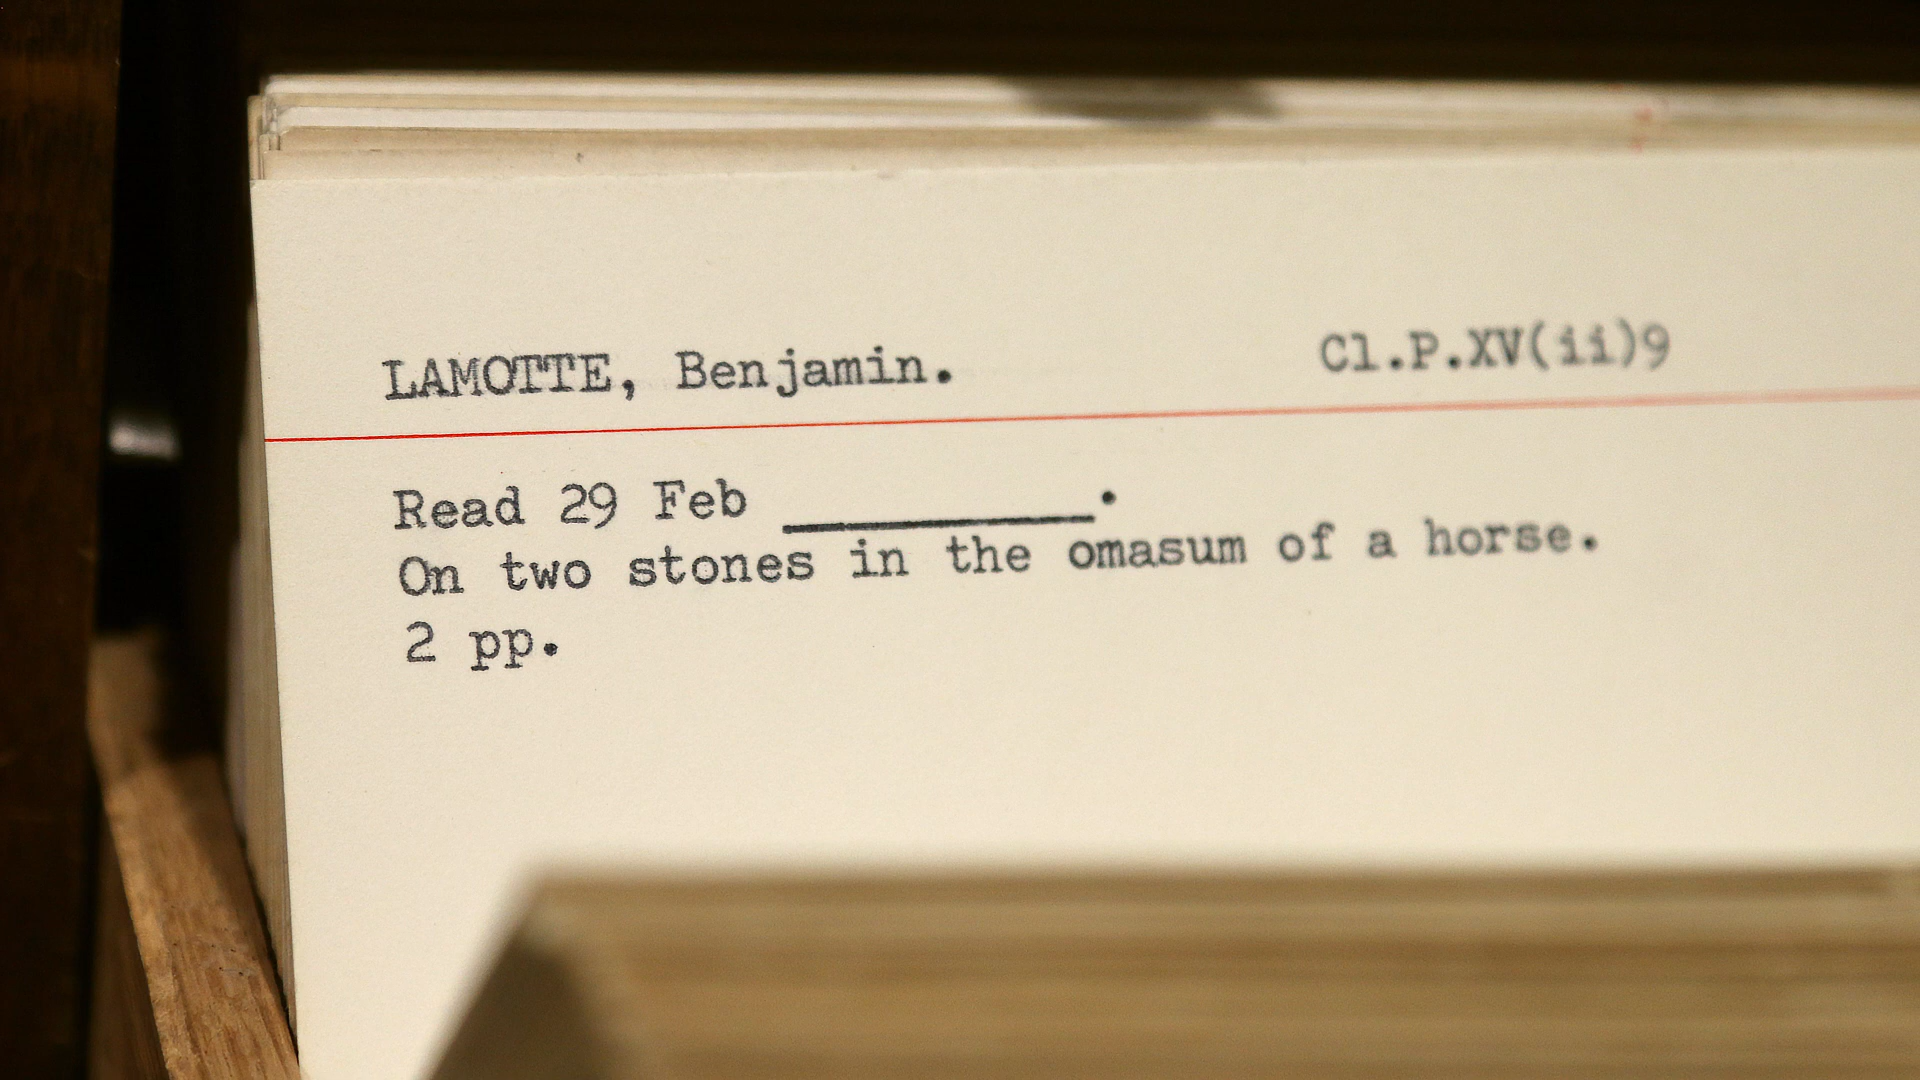 LAMOTTE, Benjamin. Cl.P.XV(ii)9
Read 29 Feb ________.
On two stones in the omasum of a horse.
2 pp.